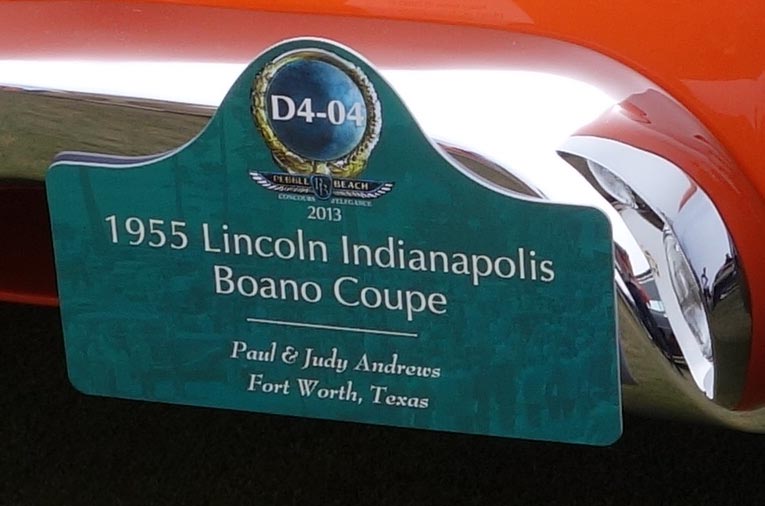 D4-04
PEBBLE BEACH
CONCOURS D'ELEGANCE
2013
1955 Lincoln Indianapolis
Boano Coupe
Paul & Judy Andrews
Fort Worth, Texas